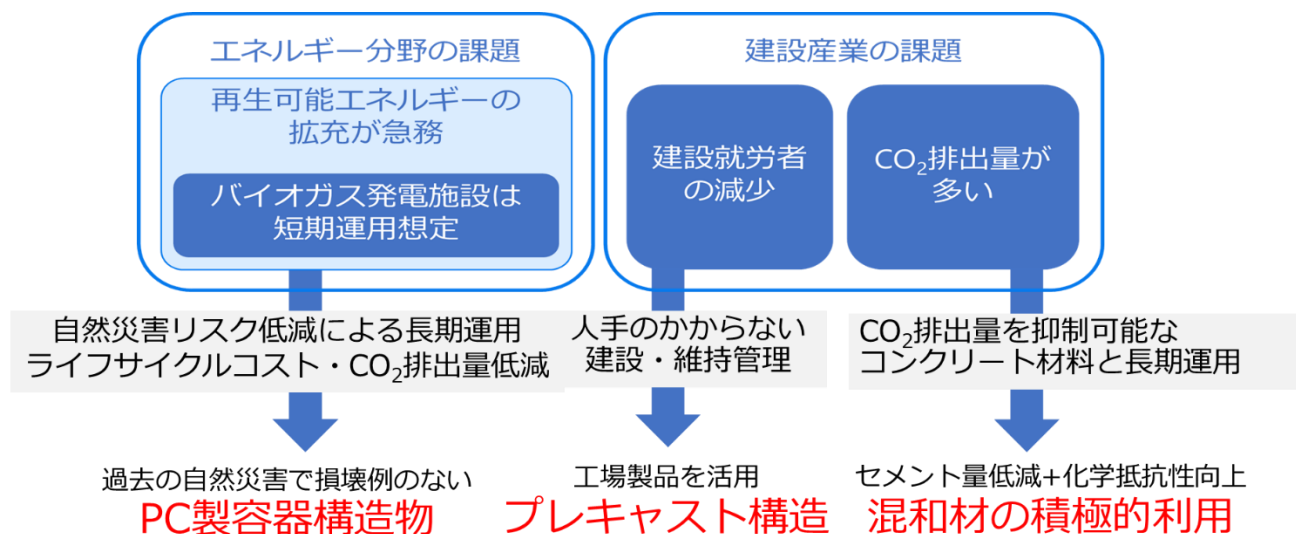 エネルギー分野の課題
再生可能エネルギーの
拡充が急務
バイオガス発電施設は
短期運用想定
建設産業の課題
建設就労者
の減少
CO₂排出量が
多い
自然災害リスク低減による長期運用
ライフサイクルコスト・CO₂排出量低減
人手のかからない
建設・維持管理
CO₂排出量を抑制可能な
コンクリート材料と長期運用
過去の自然災害で損壊例のない
PC製容器構造物
工場製品を活用
プレキャスト構造
セメント量低減+化学抵抗性向上
混和材の積極的利用